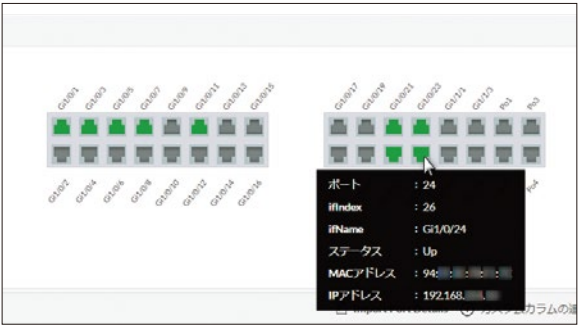 Gi1/0/1 Gi1/0/3 Gi1/0/5 Gi1/0/7 Gi1/0/9 Gi1/0/11 Gi1/0/13 Gi1/0/15
Gi1/0/17 Gi1/0/19 Gi1/0/21 Gi1/0/23 Gi1/1/1 Gi1/1/3 Po1 Po3
Gi1/0/2 Gi1/0/4 Gi1/0/6 Gi1/0/8 Gi1/0/10 Gi1/0/12 Gi1/0/14 Gi1/0/16
Po4
ポート : 24
ifIndex : 26
ifName : Gi1/0/24
ステータス : Up
MACアドレス : 94:
IPアドレス : 192.168.
カラムの